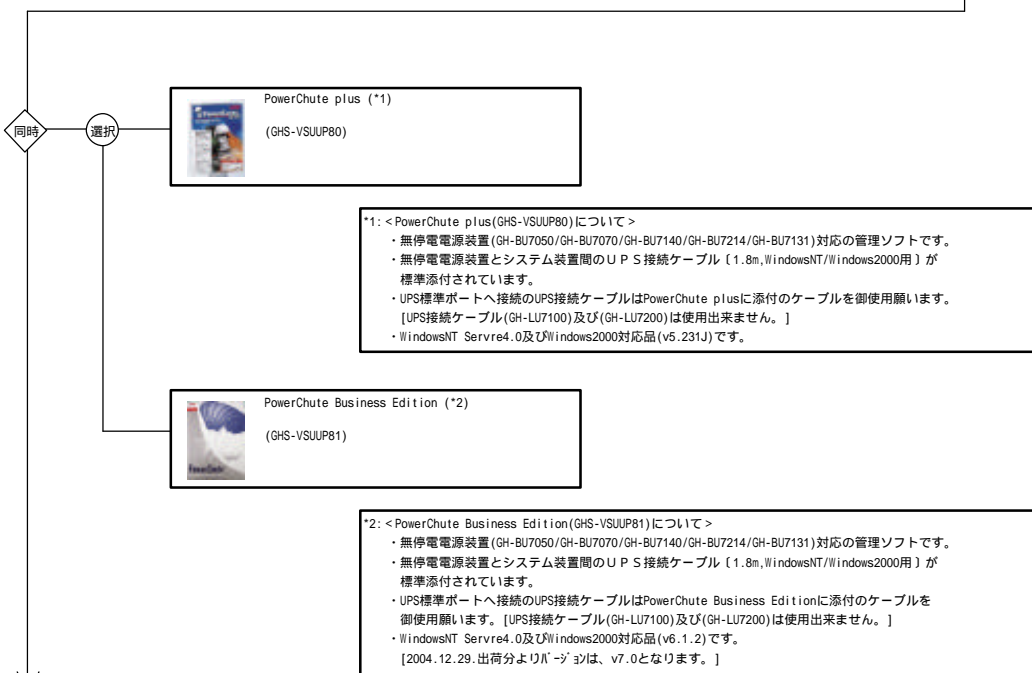 同時
選択
PowerChute plus (*1)
(GHS-VSUUP80)
*1:<PowerChute plus(GHS-VSUUP80)について>
・無停電電源装置(GH-BU7050/GH-BU7070/GH-BU7140/GH-BU7214/GH-BU7131)対応の管理ソフトです。
・無停電電源装置とシステム装置間のＵＰＳ接続ケーブル〔1.8m,WindowsNT/Windows2000用〕が
標準添付されています。
・UPS標準ポートへ接続のUPS接続ケーブルはPowerChute plusに添付のケーブルを御使用願います。
[UPS接続ケーブル(GH-LU7100)及び(GH-LU7200)は使用出来ません。]
・WindowsNT Servre4.0及びWindows2000対応品(v5.231J)です。
PowerChute Business Edition (*2)
(GHS-VSUUP81)
*2:<PowerChute Business Edition(GHS-VSUUP81)について>
・無停電電源装置(GH-BU7050/GH-BU7070/GH-BU7140/GH-BU7214/GH-BU7131)対応の管理ソフトです。
・無停電電源装置とシステム装置間のＵＰＳ接続ケーブル〔1.8m,WindowsNT/Windows2000用〕が
標準添付されています。
・UPS標準ポートへ接続のUPS接続ケーブルはPowerChute Business Editionに添付のケーブルを
御使用願います。[UPS接続ケーブル(GH-LU7100)及び(GH-LU7200)は使用出来ません。]
・WindowsNT Servre4.0及びWindows2000対応品(v6.1.2)です。
[2004.12.29.出荷分よりﾊﾞｰｼﾞｮﾝは、v7.0となります。]